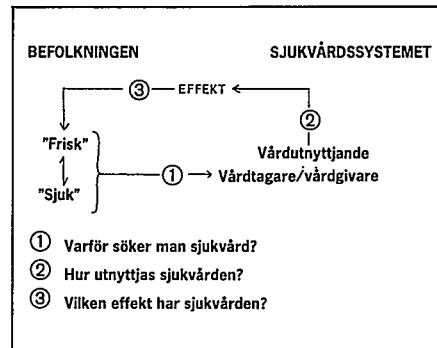 BEFOLKNINGEN SJUKVÅRDSSYSTEMET
③ EFFEKT
②
"Frisk"
Vårdutnyttjande
① Vårdtagare/vårdgivare
"Sjuk"
① Varför söker man sjukvård?
② Hur utnyttjas sjukvården?
③ Vilken effekt har sjukvården?